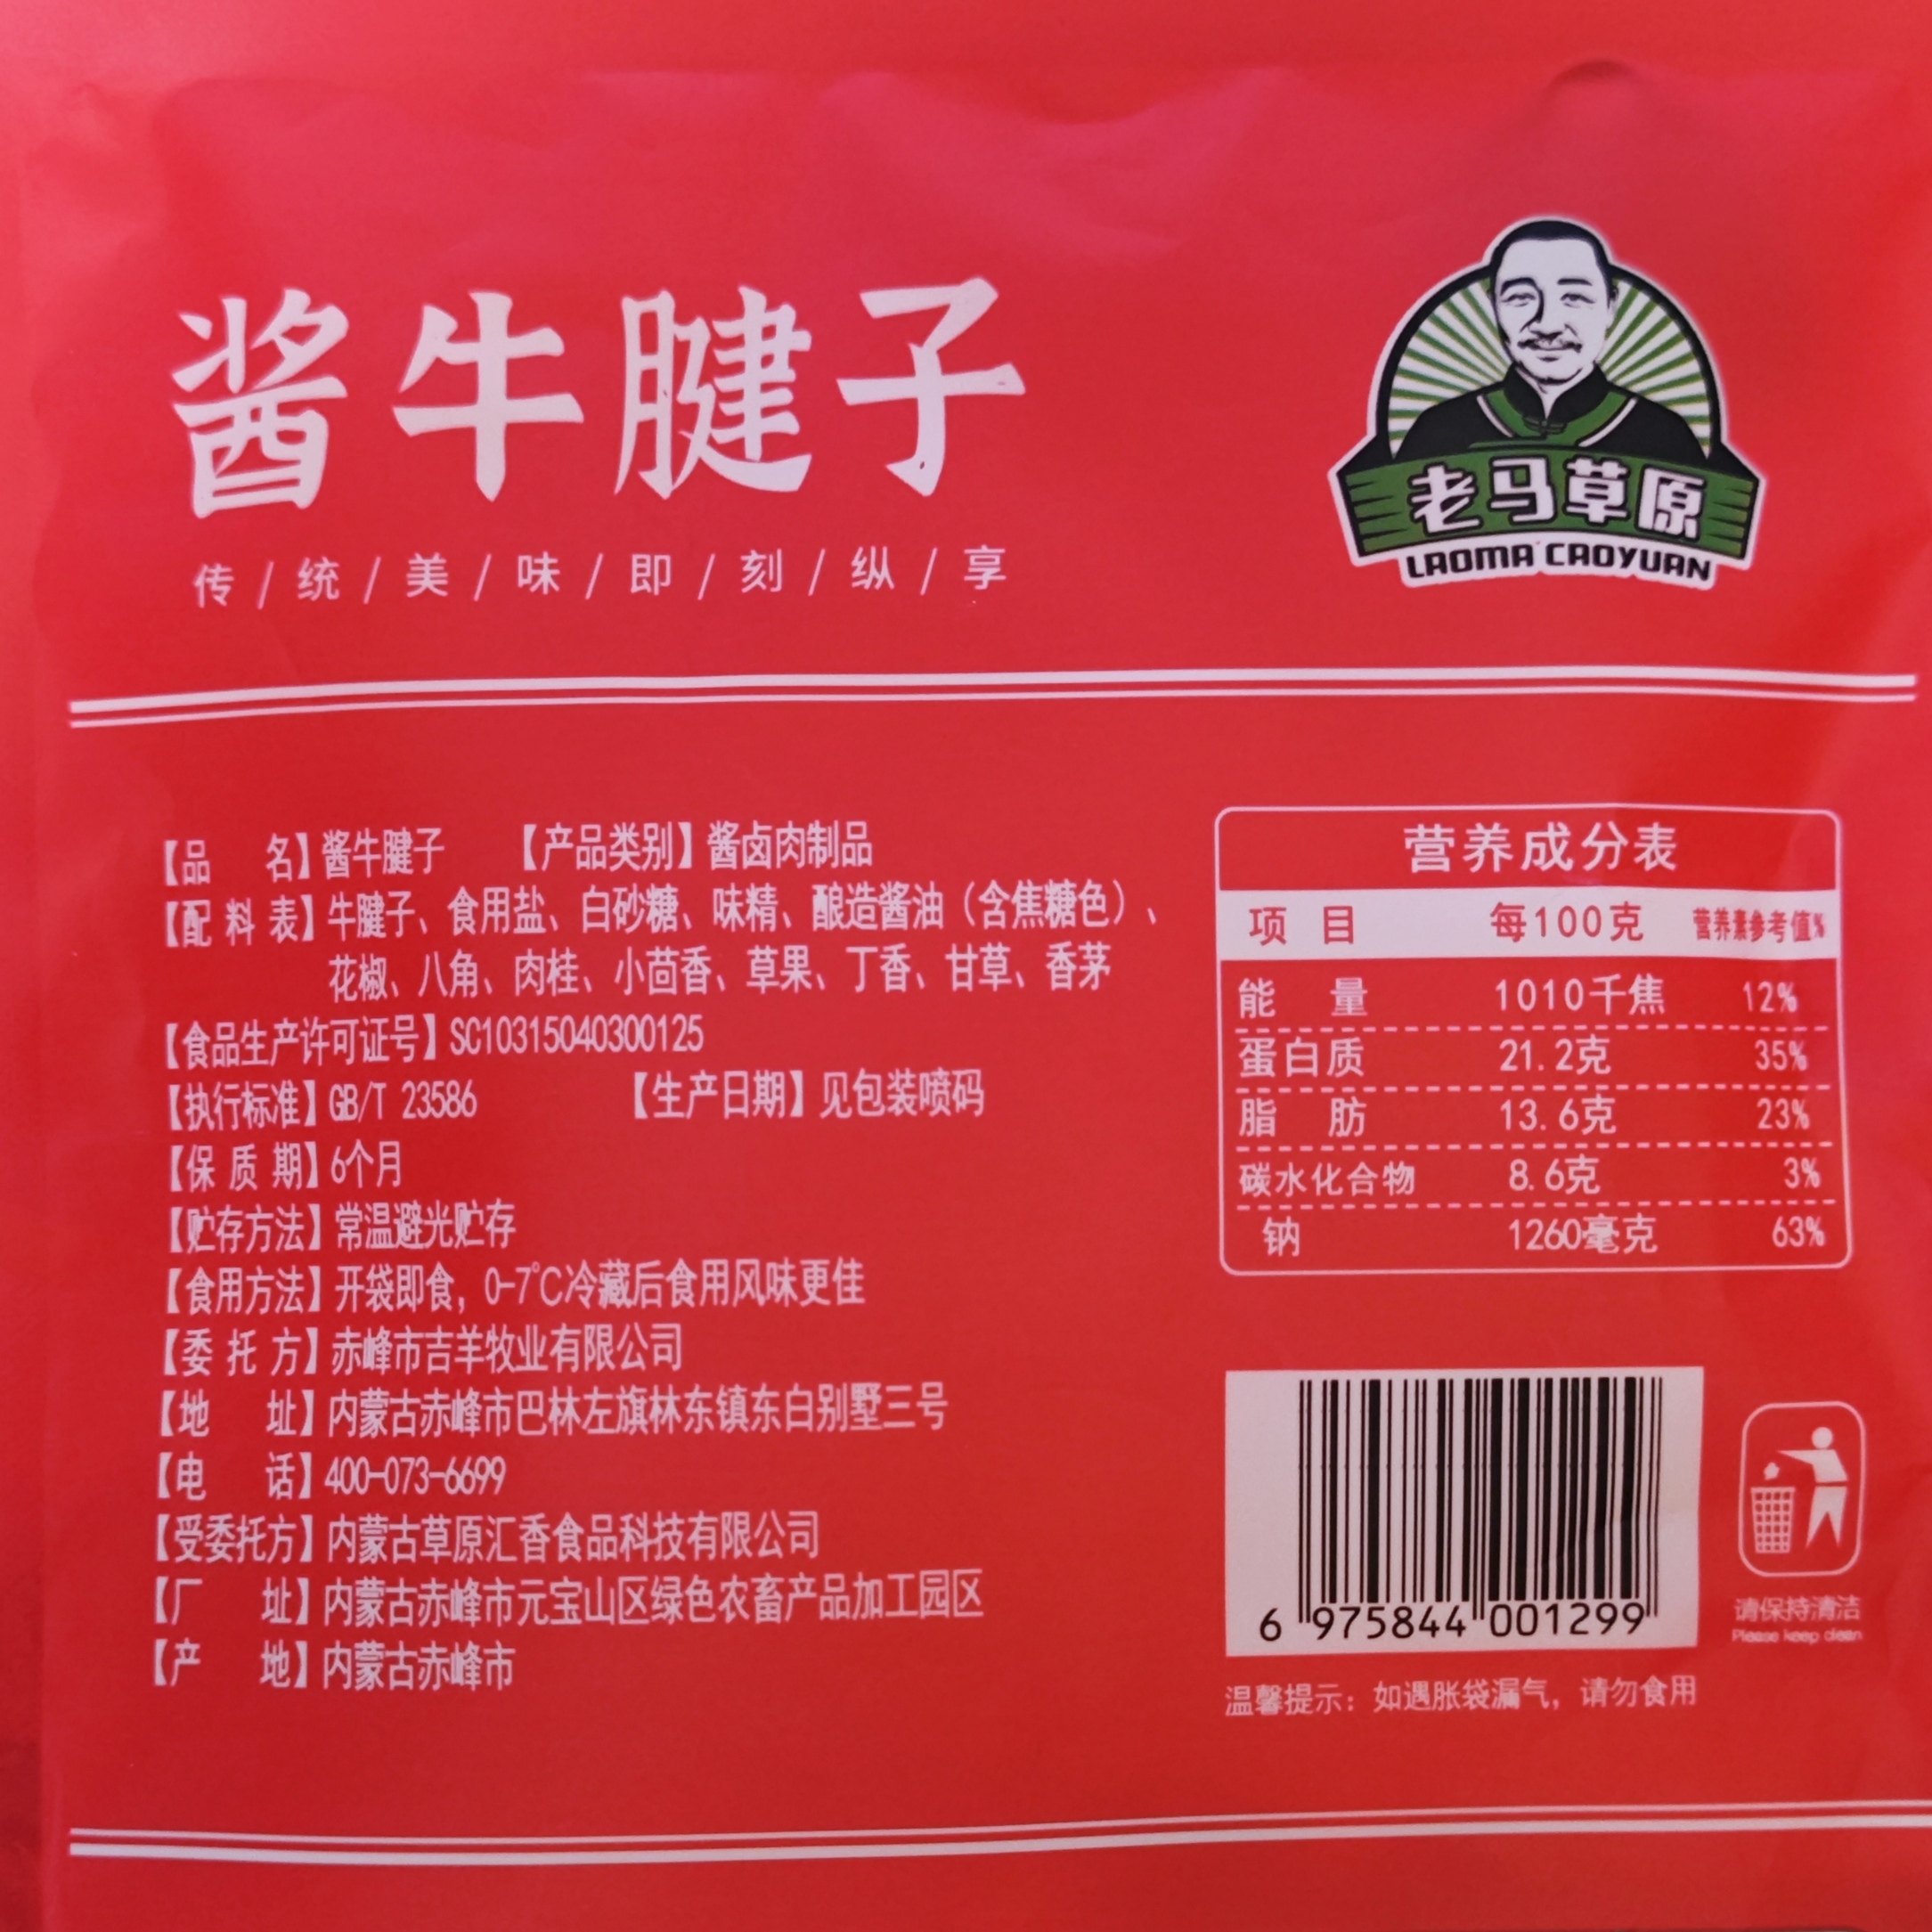 酱牛腱子
传/统/美/味/即/刻/纵/享
老马草原
LAOMA CAOYUAN
【品 名】酱牛腱子 【产品类别】酱卤肉制品
【配 料 表】牛腱子、食用盐、白砂糖、味精、酿造酱油（含焦糖色）、
花椒、八角、肉桂、小茴香、草果、丁香、甘草、香茅
【食品生产许可证号】SC10315040300125
【执行标准】GB/T 23586 【生产日期】见包装喷码
【保 质 期】6个月
【贮存方法】常温避光贮存
【食用方法】开袋即食，0-7℃冷藏后食用风味更佳
【委 托 方】赤峰市吉羊牧业有限公司
【地 址】内蒙古赤峰市巴林左旗林东镇东白别墅三号
【电 话】400-073-6699
【受委托方】内蒙古草原汇香食品科技有限公司
【厂 址】内蒙古赤峰市元宝山区绿色农畜产品加工园区
【产 地】内蒙古赤峰市
营养成分表
项 目 每100克 营养素参考值%
能 量 1010千焦 12%
蛋白质 21.2克 35%
脂 肪 13.6克 23%
碳水化合物 8.6克 3%
钠 1260毫克 63%
6 975844 001299
请保持清洁
Please keep clean
温馨提示：如遇胀袋漏气，请勿食用